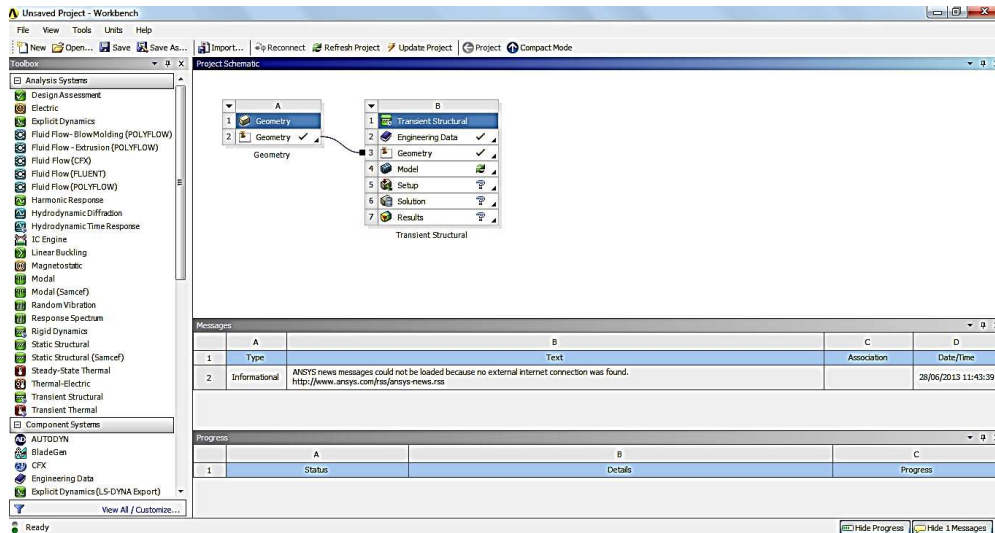 Unsaved Project - Workbench
File View Tools Units Help
New Open... Save Save As... Import... Reconnect Refresh Project Update Project Project Compact Mode
Toolbox
Analysis Systems
Design Assessment
Electric
Explicit Dynamics
Fluid Flow - BlowMolding (POLYFLOW)
Fluid Flow - Extrusion (POLYFLOW)
Fluid Flow (CFX)
Fluid Flow (FLUENT)
Fluid Flow (POLYFLOW)
Harmonic Response
Hydrodynamic Diffraction
Hydrodynamic Time Response
IC Engine
Linear Buckling
Magnetostatic
Modal
Modal (Samcef)
Random Vibration
Response Spectrum
Rigid Dynamics
Static Structural
Static Structural (Samcef)
Steady-State Thermal
Thermal-Electric
Transient Structural
Transient Thermal
Component Systems
AUTODYN
BladeGen
CFX
Engineering Data
Explicit Dynamics (LS-DYNA Export)
View All / Customize...
Project Schematic
A
1 Geometry
2 Geometry
Geometry
B
1 Transient Structural
2 Engineering Data
3 Geometry
4 Model
5 Setup
6 Solution
7 Results
Transient Structural
Messages
A B C D
1 Type Text Association Date/Time
2 Informational ANSYS news messages could not be loaded because no external internet connection was found. 28/06/2013 11:43:39
http://www.ansys.com/rss/ansys-news.rss
Progress
A B C
1 Status Details Progress
Ready Hide Progress Hide 1 Messages